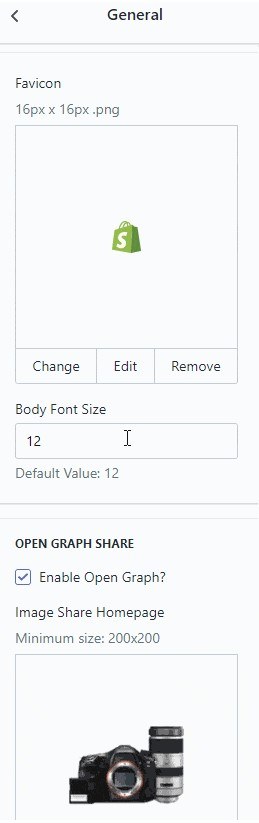 General
Favicon
16px x 16px .png
Change Edit Remove
Body Font Size
12
Default Value: 12
OPEN GRAPH SHARE
Enable Open Graph?
Image Share Homepage
Minimum size: 200x200